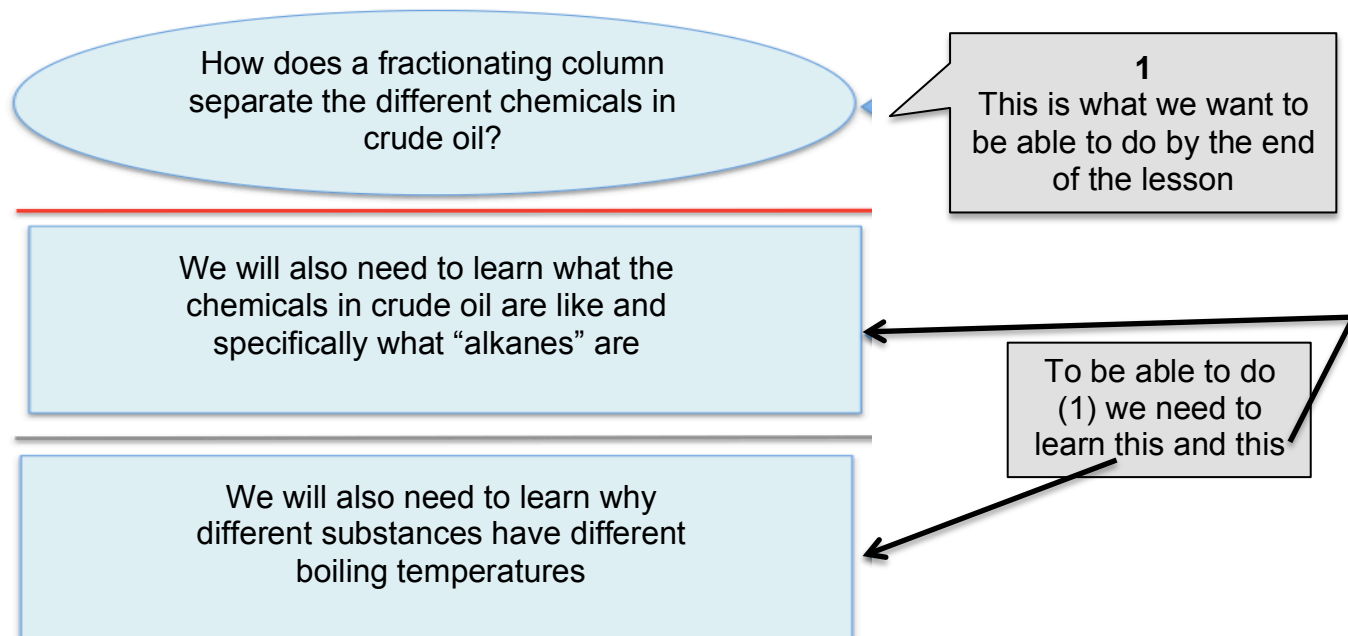 How does a fractionating column
separate the different chemicals in
crude oil?
1
This is what we want to
be able to do by the end
of the lesson
We will also need to learn what the
chemicals in crude oil are like and
specifically what “alkanes” are
To be able to do
(1) we need to
learn this and this
We will also need to learn why
different substances have different
boiling temperatures